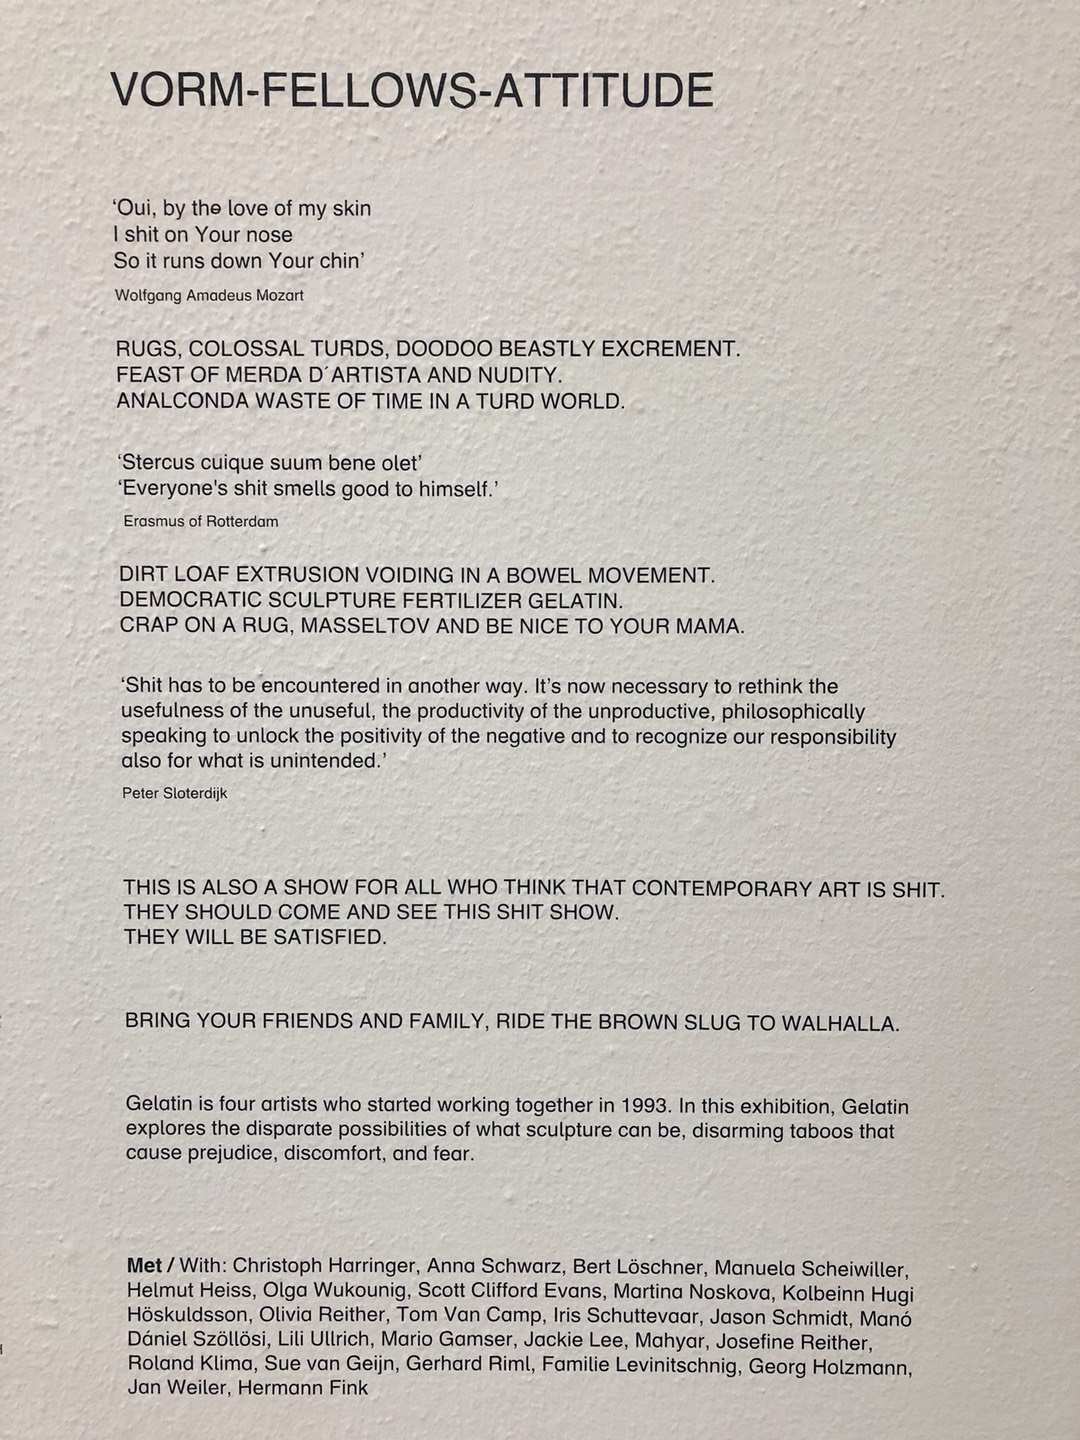 VORM-FELLOWS-ATTITUDE
‘Oui, by the love of my skin
I shit on Your nose
So it runs down Your chin’
Wolfgang Amadeus Mozart
RUGS, COLOSSAL TURDS, DOODOO BEASTLY EXCREMENT.
FEAST OF MERDA D´ARTISTA AND NUDITY.
ANALCONDA WASTE OF TIME IN A TURD WORLD.
‘Stercus cuique suum bene olet’
‘Everyone's shit smells good to himself.’
Erasmus of Rotterdam
DIRT LOAF EXTRUSION VOIDING IN A BOWEL MOVEMENT.
DEMOCRATIC SCULPTURE FERTILIZER GELATIN.
CRAP ON A RUG, MASSELTOV AND BE NICE TO YOUR MAMA.
‘Shit has to be encountered in another way. It’s now necessary to rethink the
usefulness of the unuseful, the productivity of the unproductive, philosophically
speaking to unlock the positivity of the negative and to recognize our responsibility
also for what is unintended.’
Peter Sloterdijk
THIS IS ALSO A SHOW FOR ALL WHO THINK THAT CONTEMPORARY ART IS SHIT.
THEY SHOULD COME AND SEE THIS SHIT SHOW.
THEY WILL BE SATISFIED.
BRING YOUR FRIENDS AND FAMILY, RIDE THE BROWN SLUG TO WALHALLA.
Gelatin is four artists who started working together in 1993. In this exhibition, Gelatin
explores the disparate possibilities of what sculpture can be, disarming taboos that
cause prejudice, discomfort, and fear.
Met / With: Christoph Harringer, Anna Schwarz, Bert Löschner, Manuela Scheiwiller,
Helmut Heiss, Olga Wukounig, Scott Clifford Evans, Martina Noskova, Kolbeinn Hugi
Höskuldsson, Olivia Reither, Tom Van Camp, Iris Schuttevaar, Jason Schmidt, Manó
Dániel Szöllösi, Lili Ullrich, Mario Gamser, Jackie Lee, Mahyar, Josefine Reither,
Roland Klima, Sue van Geijn, Gerhard Riml, Familie Levinitschnig, Georg Holzmann,
Jan Weiler, Hermann Fink